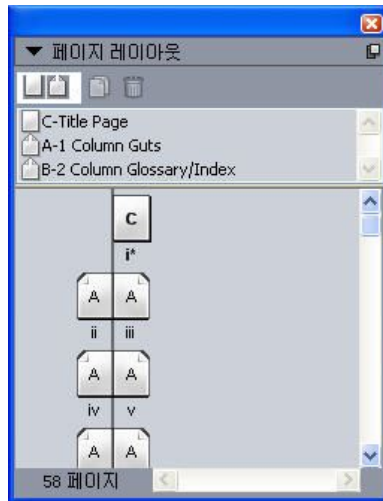 페이지 레이아웃
C-Title Page
A-1 Column Guts
B-2 Column Glossary/Index
C
i*
A A
ii iii
A A
iv v
A A
58 페이지